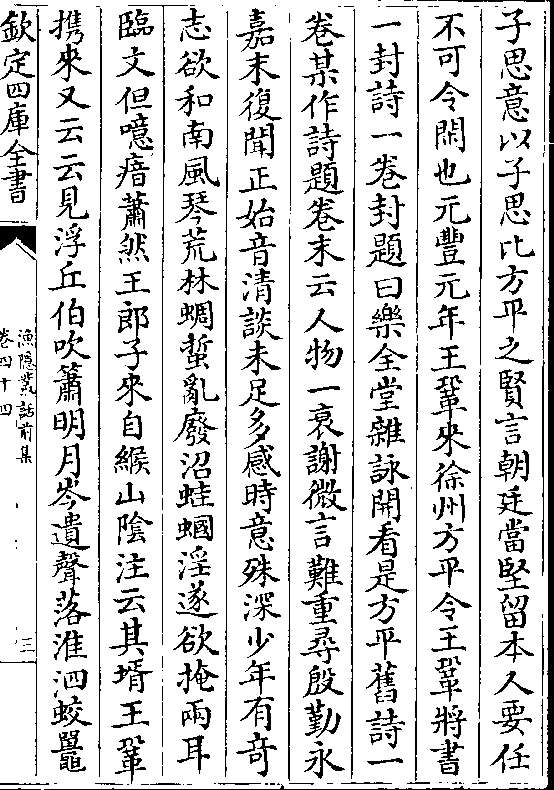 子思意以子思比方平之賢言朝廷當堅留本人要任
不可令閑也元豐元年王鞏來徐州方平令王鞏將書
一封詩一卷封題曰樂全堂雜詠開看是方平舊詩一
卷某作詩題卷末云人物一衰謝微言難重尋殷勤永
嘉末復聞正始音清談未足多感時意殊深少年有奇
志欲和南風琴荒林蜩蜇亂廢沼蛙蟈淫遂欲掩兩耳
臨文但噫瘖蕭然王郎子來自緱山陰注云其壻王鞏
攜來又云云見浮丘伯吹簫明月岑遺聲落淮泗蛟鼉
欽定四庫全書
漁隱叢話前集
卷四十四
三